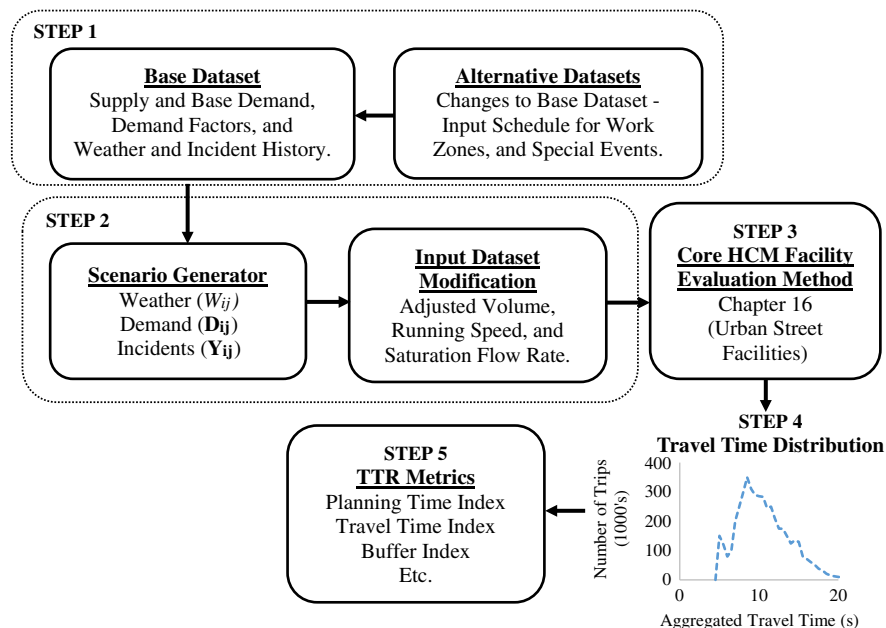 STEP 1
Base Dataset
Supply and Base Demand,
Demand Factors, and
Weather and Incident History.
Alternative Datasets
Changes to Base Dataset -
Input Schedule for Work
Zones, and Special Events.
STEP 2
Scenario Generator
Weather (Wij)
Demand (Dij)
Incidents (Yij)
Input Dataset
Modification
Adjusted Volume,
Running Speed, and
Saturation Flow Rate.
STEP 3
Core HCM Facility
Evaluation Method
Chapter 16
(Urban Street
Facilities)
STEP 4
Travel Time Distribution
Number of Trips
(1000's)
400
300
200
100
0
0 10 20
Aggregated Travel Time (s)
STEP 5
TTR Metrics
Planning Time Index
Travel Time Index
Buffer Index
Etc.